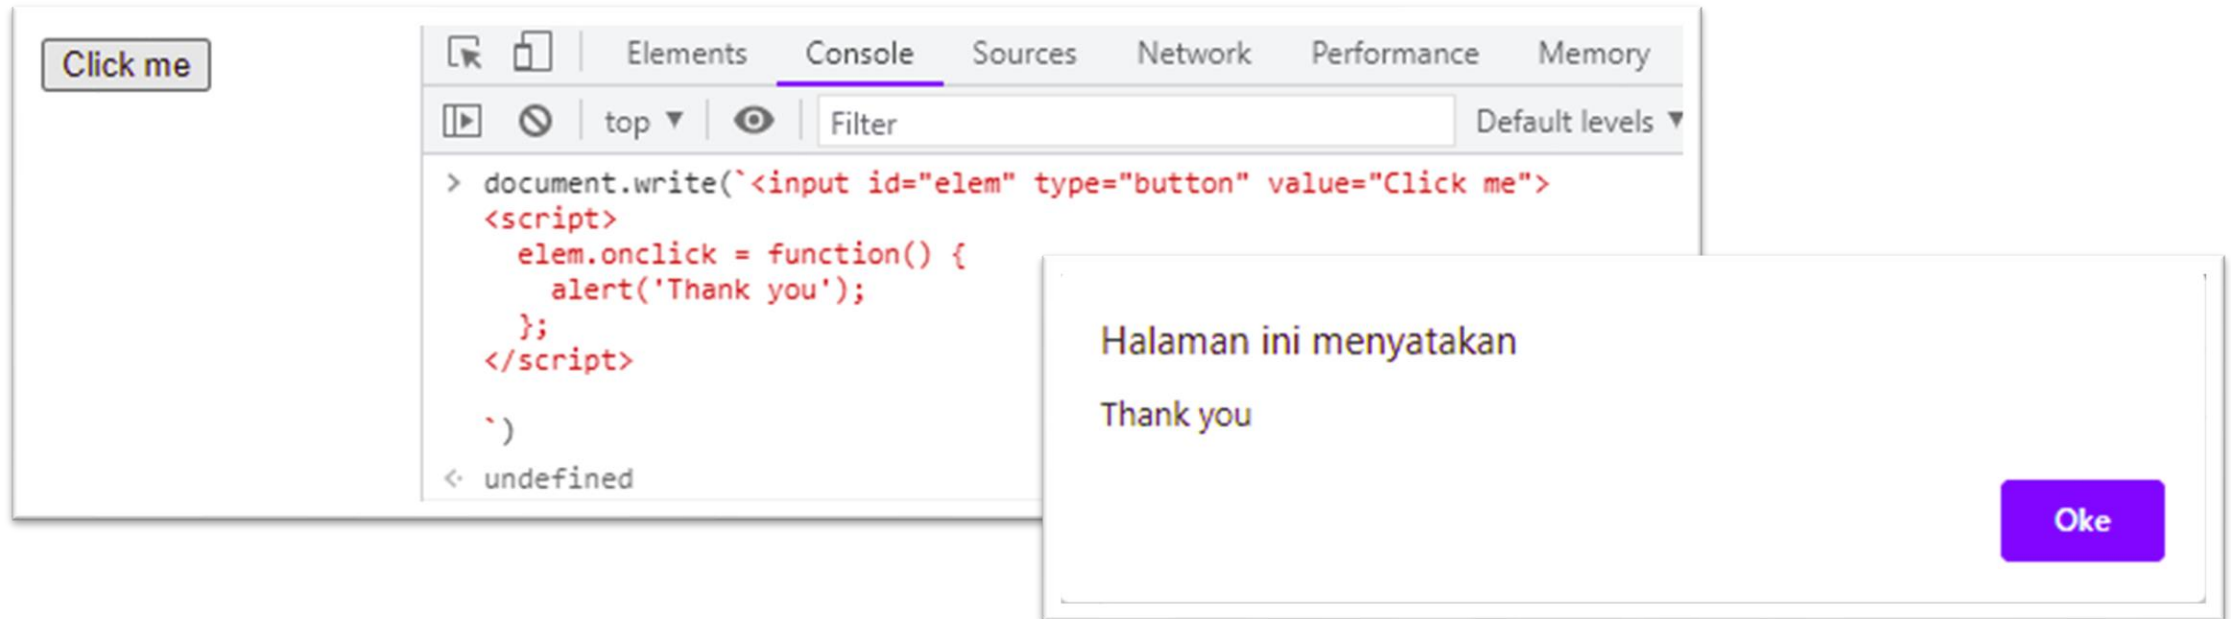 Click me
Elements Console Sources Network Performance Memory
top ▼ Filter Default levels ▼
> document.write(`<input id="elem" type="button" value="Click me">
<script>
elem.onclick = function() {
alert('Thank you');
};
</script>
`)
undefined
Halaman ini menyatakan
Thank you
Oke